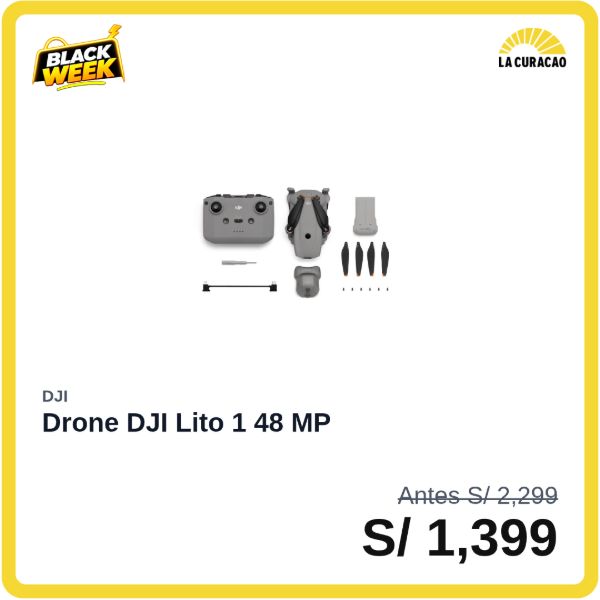 BLACK
WEEK
LA CURACAO
DJI
Drone DJI Lito 1 48 MP
Antes S/ 2,299
S/ 1,399